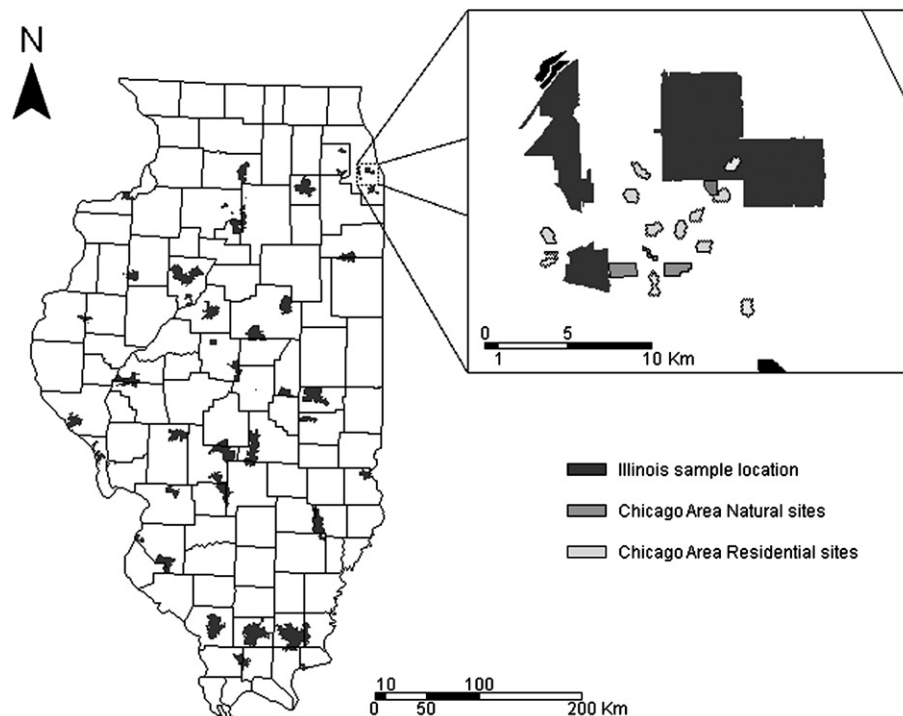 N
0 5
1 10 Km
Illinois sample location
Chicago Area Natural sites
Chicago Area Residential sites
10 100
0 50 200 Km